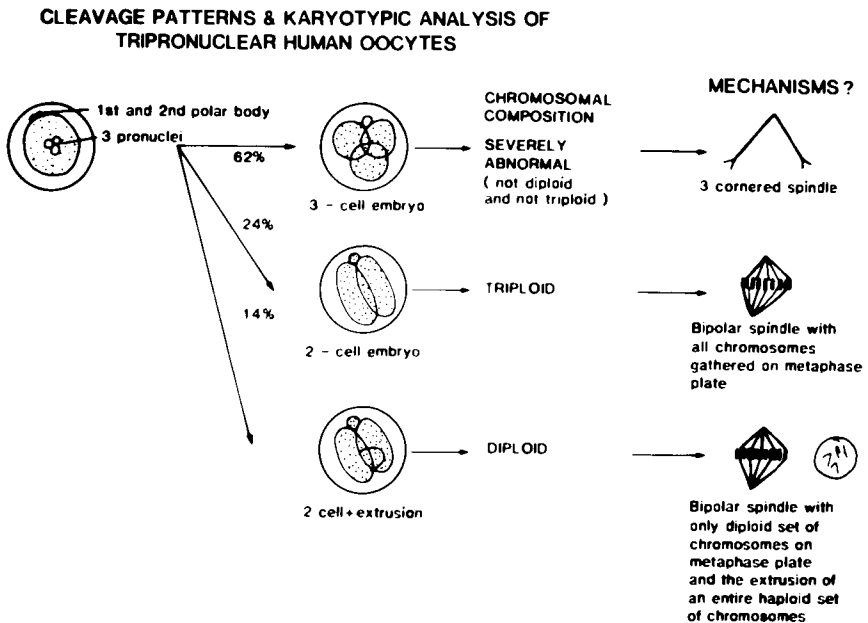 CLEAVAGE PATTERNS & KARYOTYPIC ANALYSIS OF
TRIPRONUCLEAR HUMAN OOCYTES
1st and 2nd polar body
3 pronuclei
62%
24%
14%
3 - cell embryo
CHROMOSOMAL
COMPOSITION
SEVERELY
ABNORMAL
( not diploid
and not triploid )
MECHANISMS ?
3 cornered spindle
2 - cell embryo
TRIPLOID
Bipolar spindle with
all chromosomes
gathered on metaphase
plate
2 cell + extrusion
DIPLOID
Bipolar spindle with
only diploid set of
chromosomes on
metaphase plate
and the extrusion of
an entire haploid set
of chromosomes